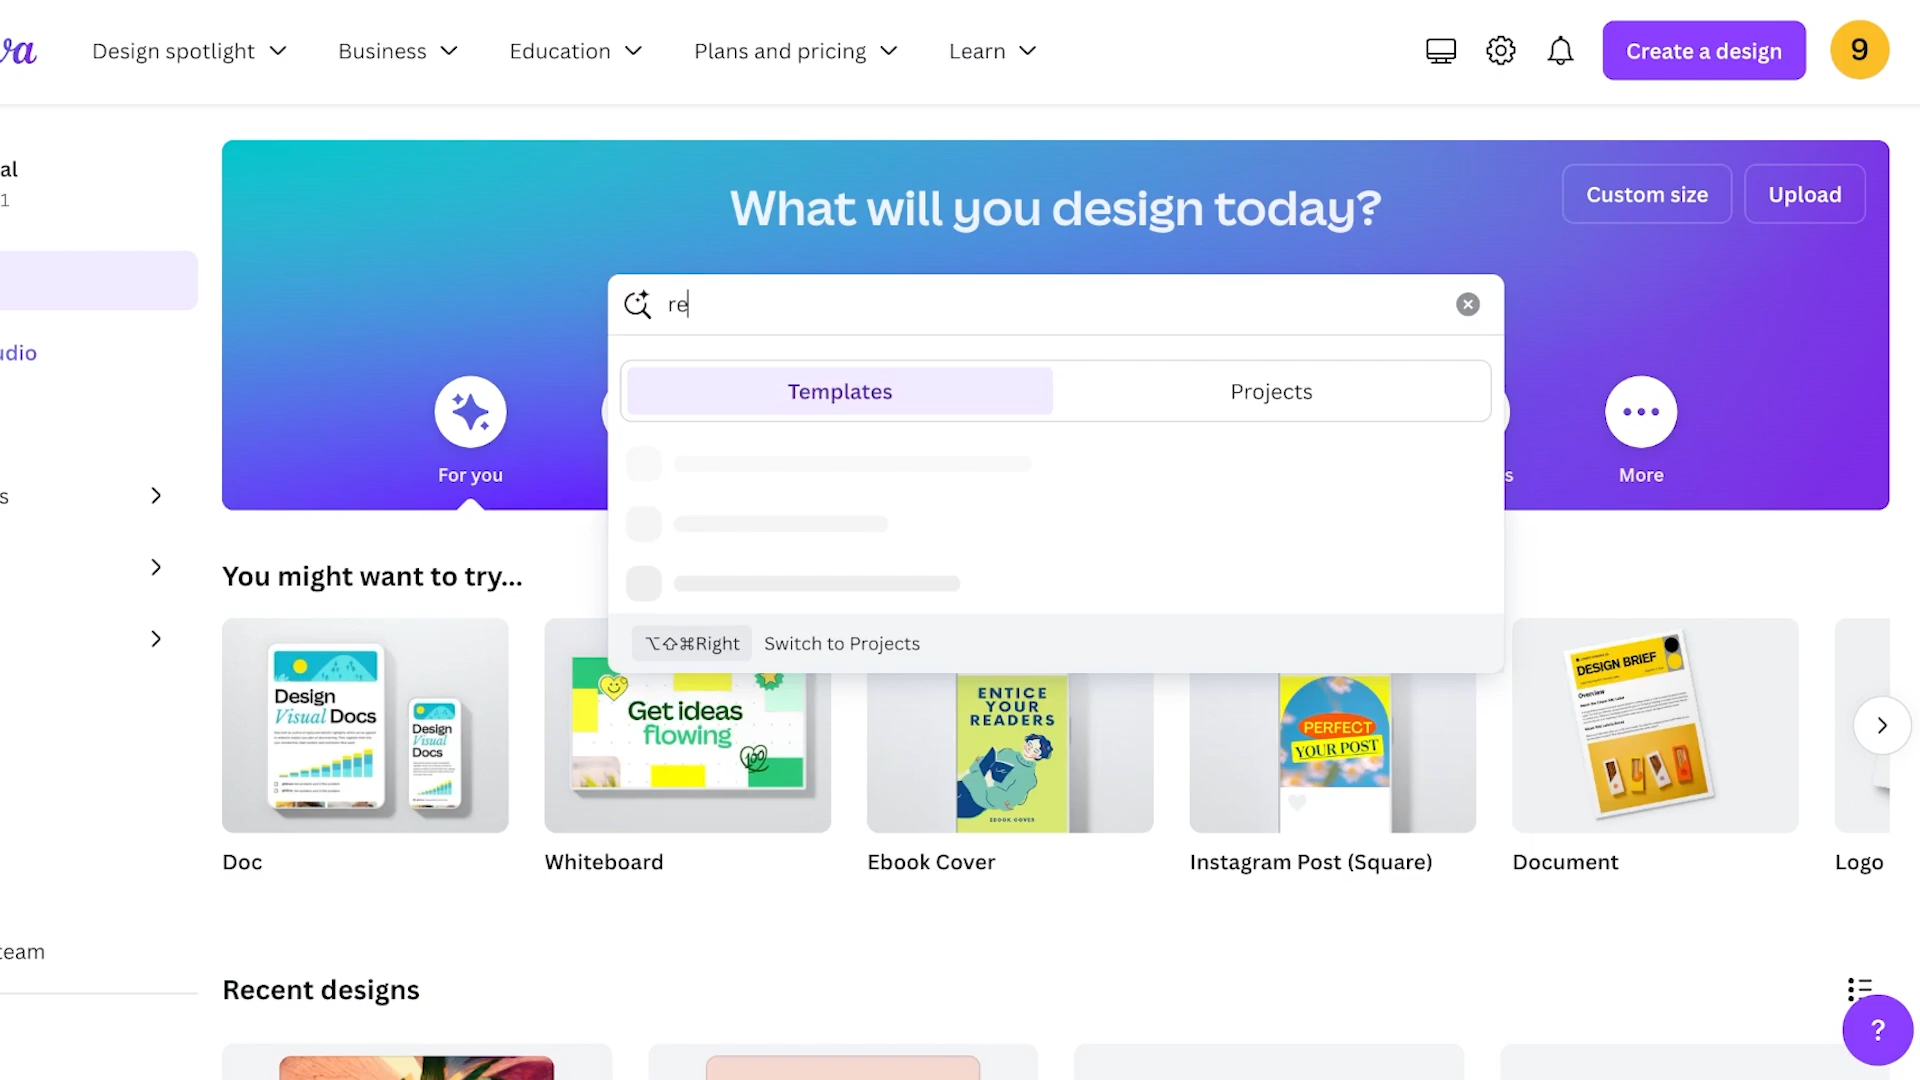 va
Design spotlight
Business
Education
Plans and pricing
Learn
Create a design
9
al
1
udio
s
team
What will you design today?
Custom size
Upload
re
Templates
Projects
For you
s
More
⌥⇧⌘Right Switch to Projects
You might want to try...
Design
Visual Docs
Design
Visual
Docs
Get ideas
flowing
100
ENTICE
YOUR
READERS
EBOOK COVER
PERFECT
YOUR POST
DESIGN BRIEF
Overview
Doc
Whiteboard
Ebook Cover
Instagram Post (Square)
Document
Logo
Recent designs
?